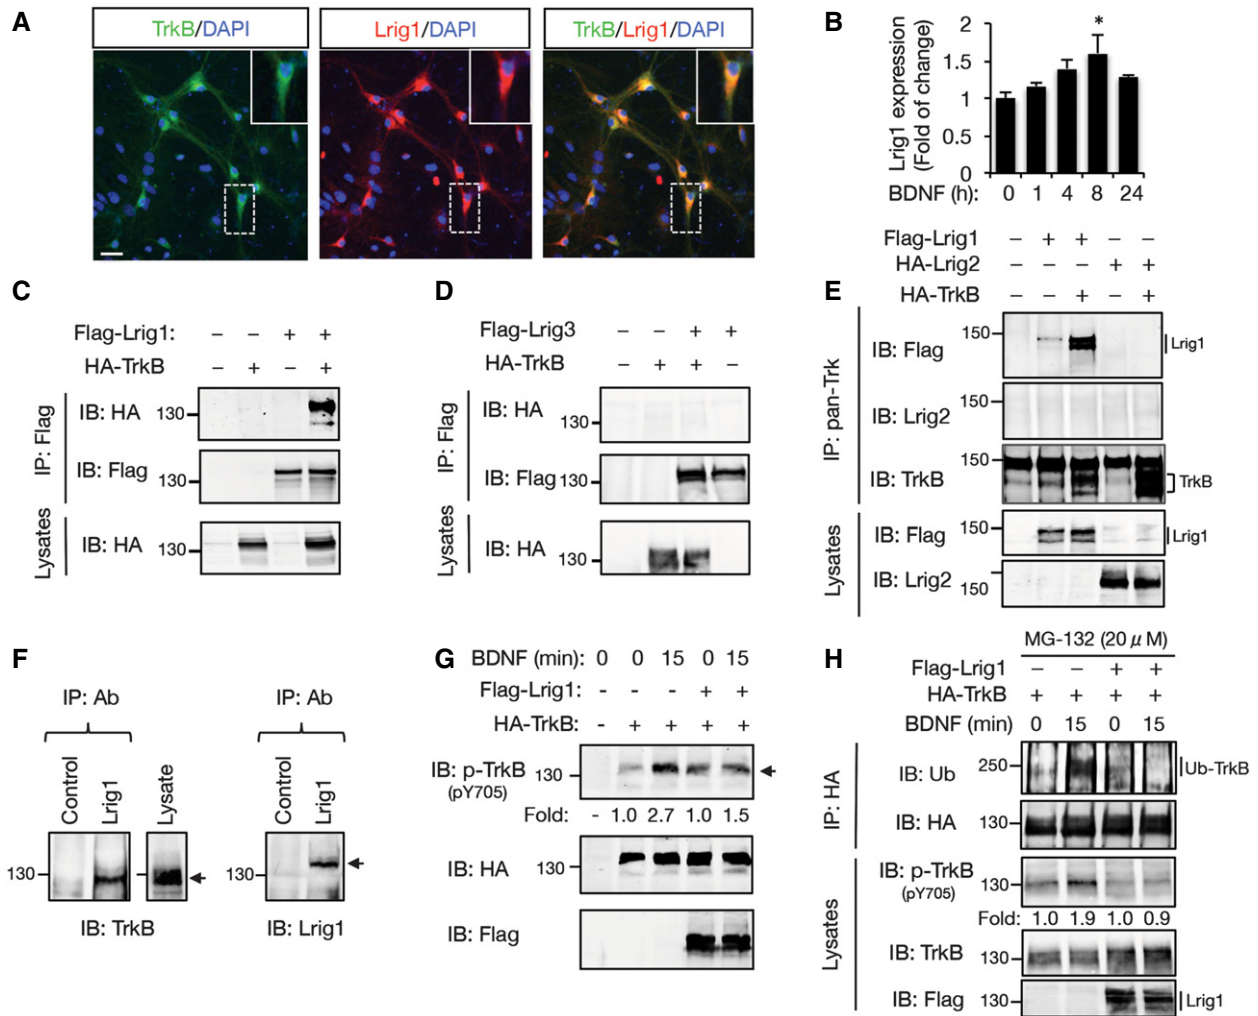 A
TrkB/DAPI
Lrig1/DAPI
TrkB/Lrig1/DAPI
B
Lrig1 expression
(Fold of change)
2
1.5
1
0.5
0
*
BDNF (h): 0 1 4 8 24
C
Flag-Lrig1: – – + +
HA-TrkB – + – +
IP: Flag
IB: HA 130
IB: Flag 130
Lysates
IB: HA 130
D
Flag-Lrig3 – – + +
HA-TrkB – + + –
IP: Flag
IB: HA 130
IB: Flag 130
Lysates
IB: HA 130
E
Flag-Lrig1 – + + – –
HA-Lrig2 – – – + +
HA-TrkB – – + – +
IP: pan-Trk
IB: Flag 150 Lrig1
IB: Lrig2 150
IB: TrkB 150 TrkB
Lysates
IB: Flag 150 Lrig1
IB: Lrig2 150
F
IP: Ab
Control
Lrig1
Lysate
130
IB: TrkB
IP: Ab
Control
Lrig1
130
IB: Lrig1
G
BDNF (min): 0 0 15 0 15
Flag-Lrig1: - - - + +
HA-TrkB: - + + + +
IB: p-TrkB 130
(pY705)
Fold: - 1.0 2.7 1.0 1.5
IB: HA 130
IB: Flag
H
MG-132 (20 μ M)
Flag-Lrig1 – – + +
HA-TrkB + + + +
BDNF (min) 0 15 0 15
IP: HA
IB: Ub 250 Ub-TrkB
IB: HA 130
Lysates
IB: p-TrkB 130
(pY705)
Fold: 1.0 1.9 1.0 0.9
IB: TrkB 130
IB: Flag 130 Lrig1